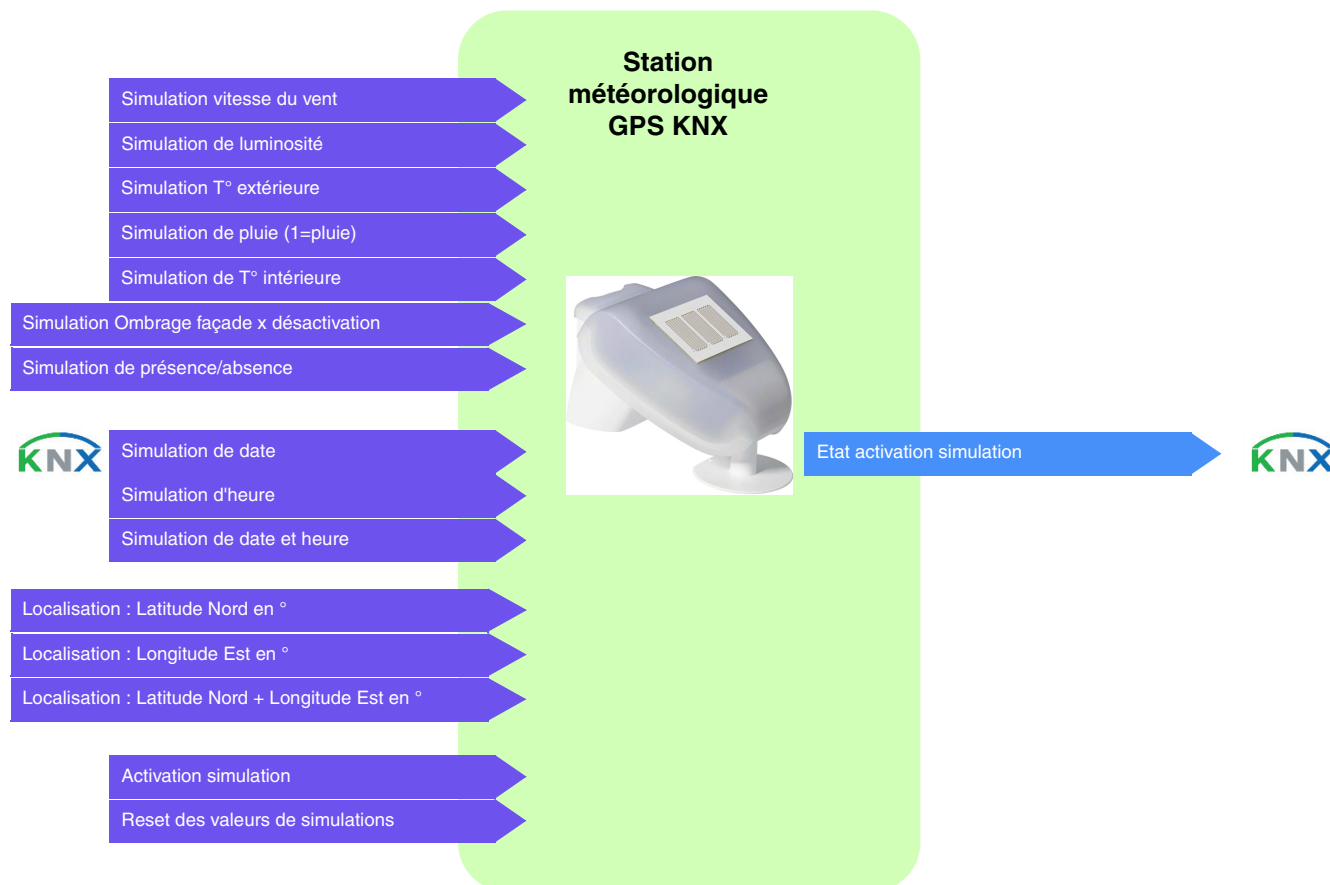 Station
météorologique
GPS KNX
Simulation vitesse du vent
Simulation de luminosité
Simulation T° extérieure
Simulation de pluie (1=pluie)
Simulation de T° intérieure
Simulation Ombrage façade x désactivation
Simulation de présence/absence
KNX
Simulation de date
Etat activation simulation
KNX
Simulation d'heure
Simulation de date et heure
Localisation : Latitude Nord en °
Localisation : Longitude Est en °
Localisation : Latitude Nord + Longitude Est en °
Activation simulation
Reset des valeurs de simulations